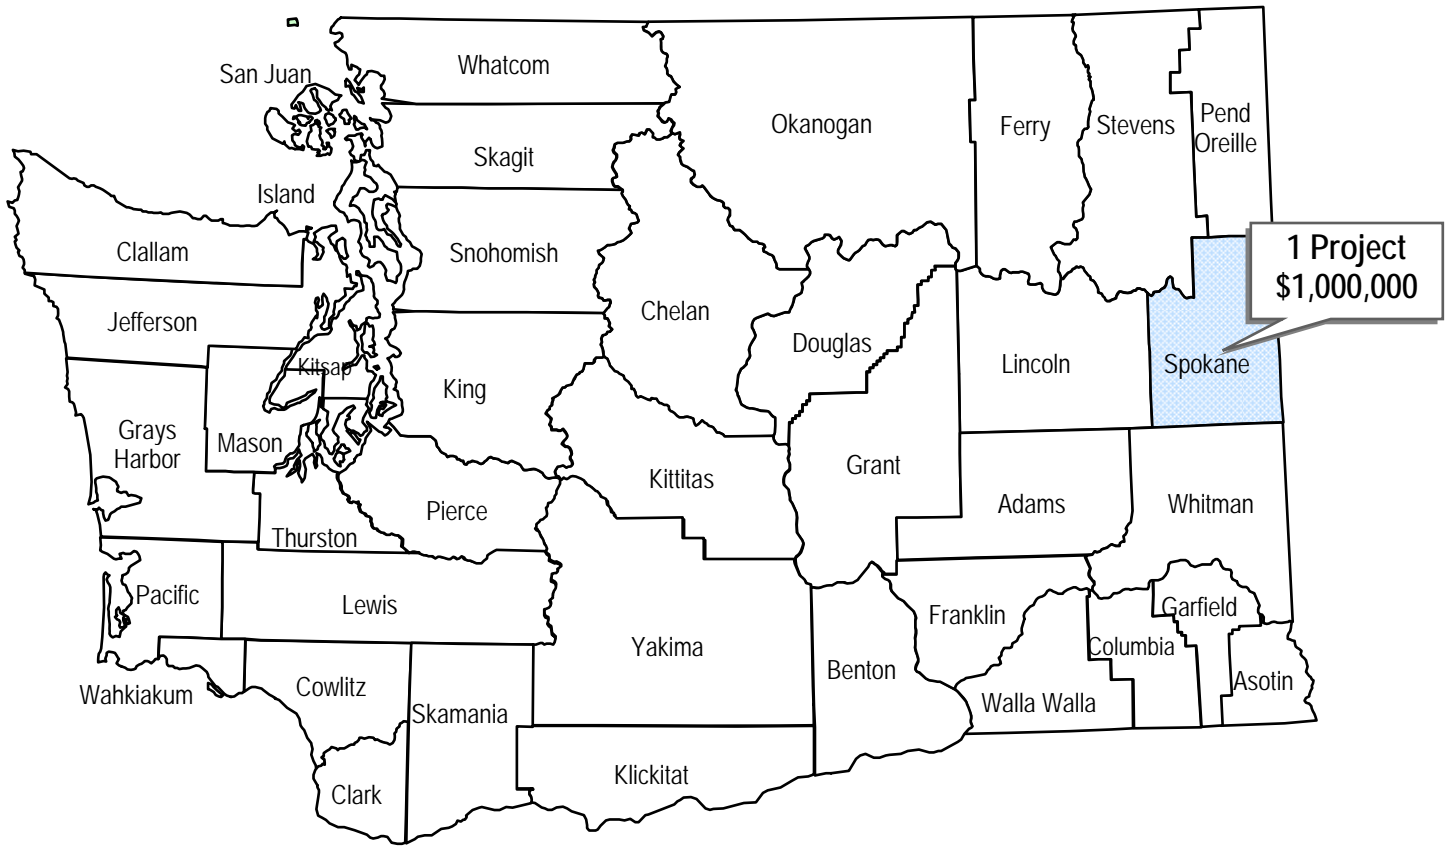 Whatcom
San Juan
Okanogan
Ferry
Stevens
Pend
Oreille
Skagit
Island
Clallam
Snohomish
1 Project
$1,000,000
Jefferson
Chelan
Douglas
Lincoln
Spokane
Kitsap
King
Grays
Harbor
Mason
Kittitas
Grant
Adams
Whitman
Pierce
Thurston
Pacific
Lewis
Yakima
Franklin
Garfield
Columbia
Benton
Asotin
Wahkiakum
Cowlitz
Skamania
Walla Walla
Klickitat
Clark